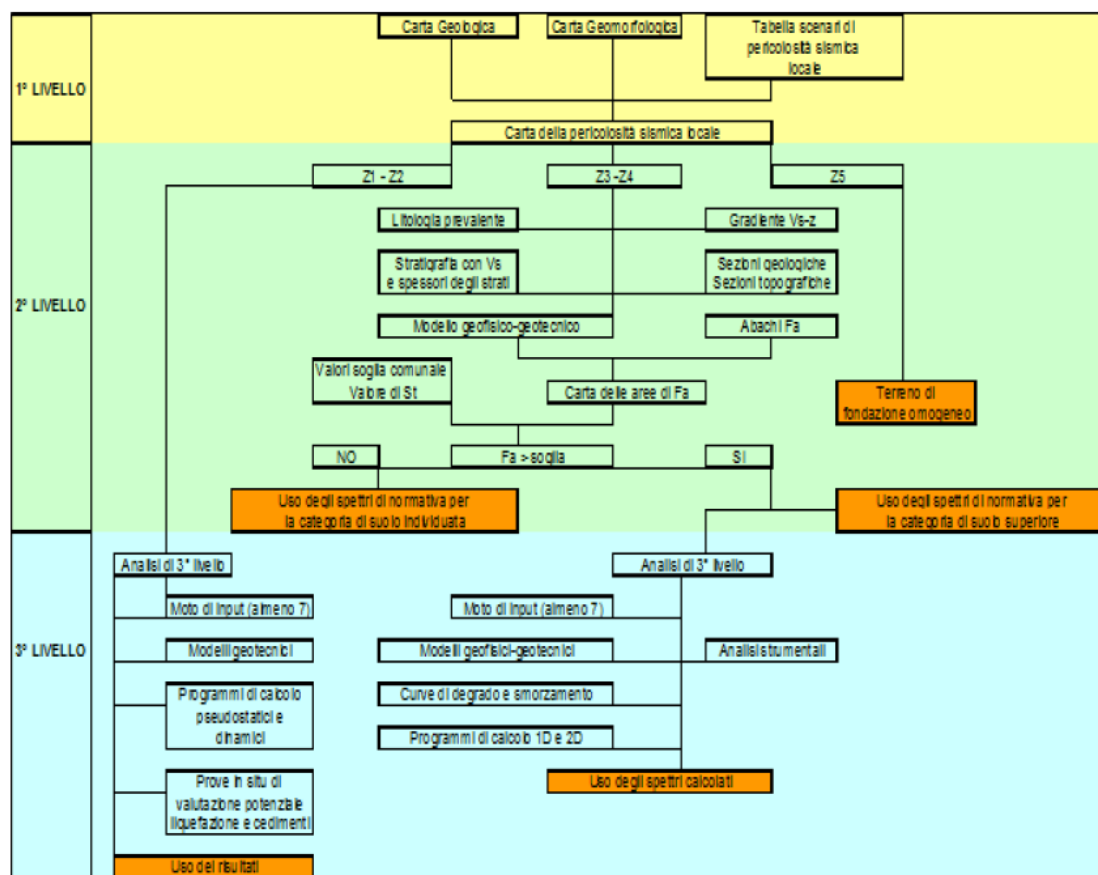 Carta Geologica
Carta Geomorfologica
Tabella scenari di
pericolosità sismica
locale
1° LIVELLO
Carta della pericolosità sismica locale
Z1 - Z2
Z3 -Z4
Z5
Litologia prevalente
Gradiente Vs-z
Stratigrafia con Vs
e spessori degli strati
Sezioni geologiche
Sezioni topografiche
2° LIVELLO
Modello geofisico-geotecnico
Abachi Fa
Valori soglia comunale
Valore di St
Carta delle aree di Fa
Terreno di
fondazione omogeneo
NO
Fa > soglia
SI
Uso degli spettri di normativa per
la categoria di suolo individuata
Uso degli spettri di normativa per
la categoria di suolo superiore
Analisi di 3° livello
Analisi di 3° livello
Moto di Input (almeno 7)
Moto di Input (almeno 7)
3° LIVELLO
Modelli geotecnici
Modelli geofisici-geotecnici
Analisi strumentali
Programmi di calcolo
pseudostatici e
dinamici
Curve di degrado e smorzamento
Programmi di calcolo 1D e 2D
Prove in situ di
valutazione potenziale
liquefazione e cedimenti
Uso degli spettri calcolati
Uso dei risultati